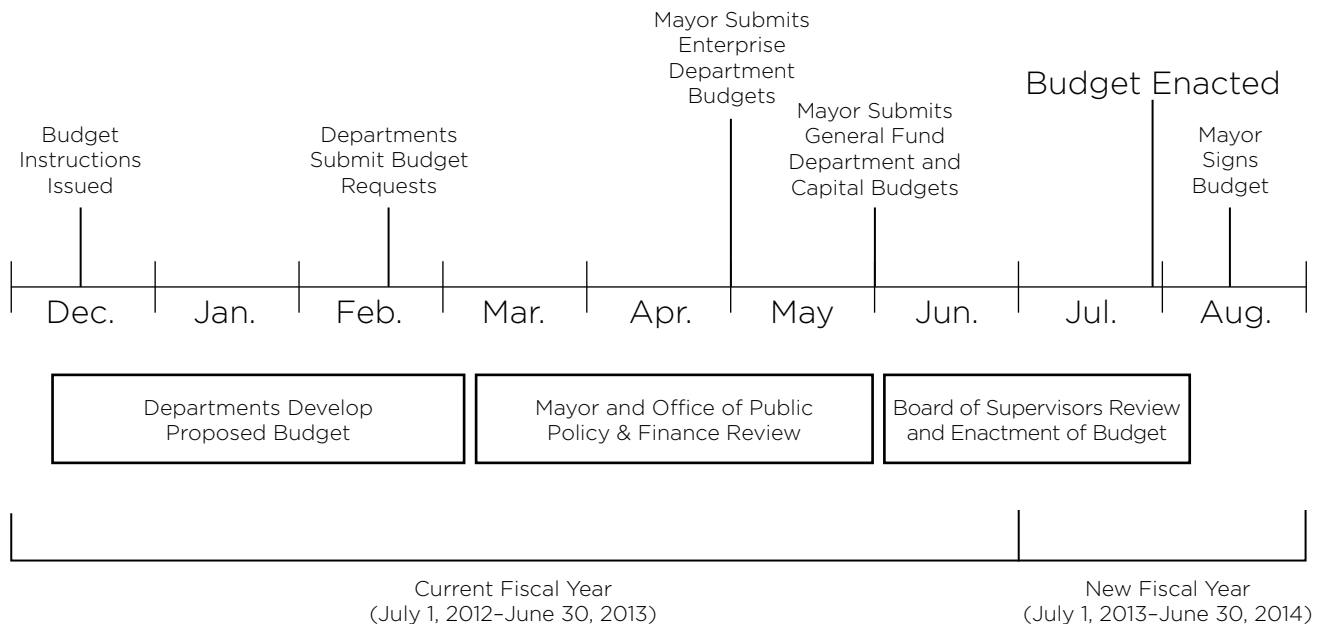 Mayor Submits
Enterprise
Department
Budgets
Budget Enacted
Mayor Submits
General Fund
Department and
Capital Budgets
Budget
Instructions
Issued
Departments
Submit Budget
Requests
Mayor
Signs
Budget
Dec. Jan. Feb. Mar. Apr. May Jun. Jul. Aug.
Departments Develop
Proposed Budget
Mayor and Office of Public
Policy & Finance Review
Board of Supervisors Review
and Enactment of Budget
Current Fiscal Year
(July 1, 2012–June 30, 2013)
New Fiscal Year
(July 1, 2013–June 30, 2014)